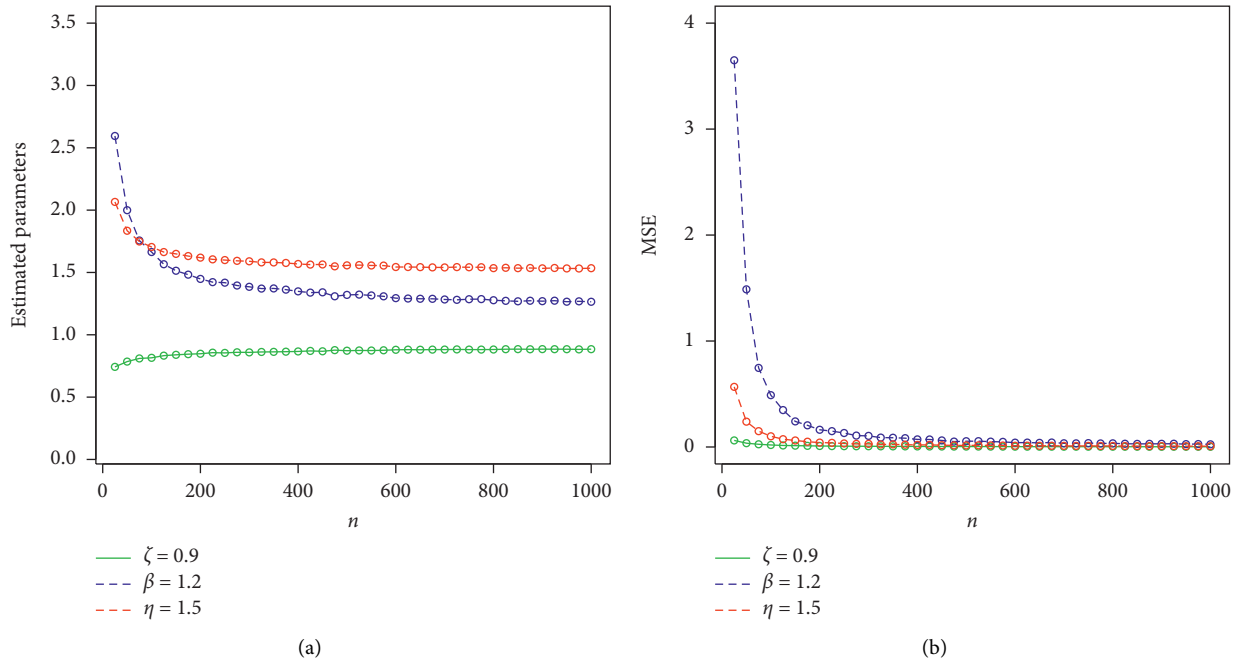 Estimated parameters
3.5
3.0
2.5
2.0
1.5
1.0
0.5
0.0
0 200 400 600 800 1000
n
ζ = 0.9
β = 1.2
η = 1.5
(a)
MSE
4
3
2
1
0
0 200 400 600 800 1000
n
ζ = 0.9
β = 1.2
η = 1.5
(b)